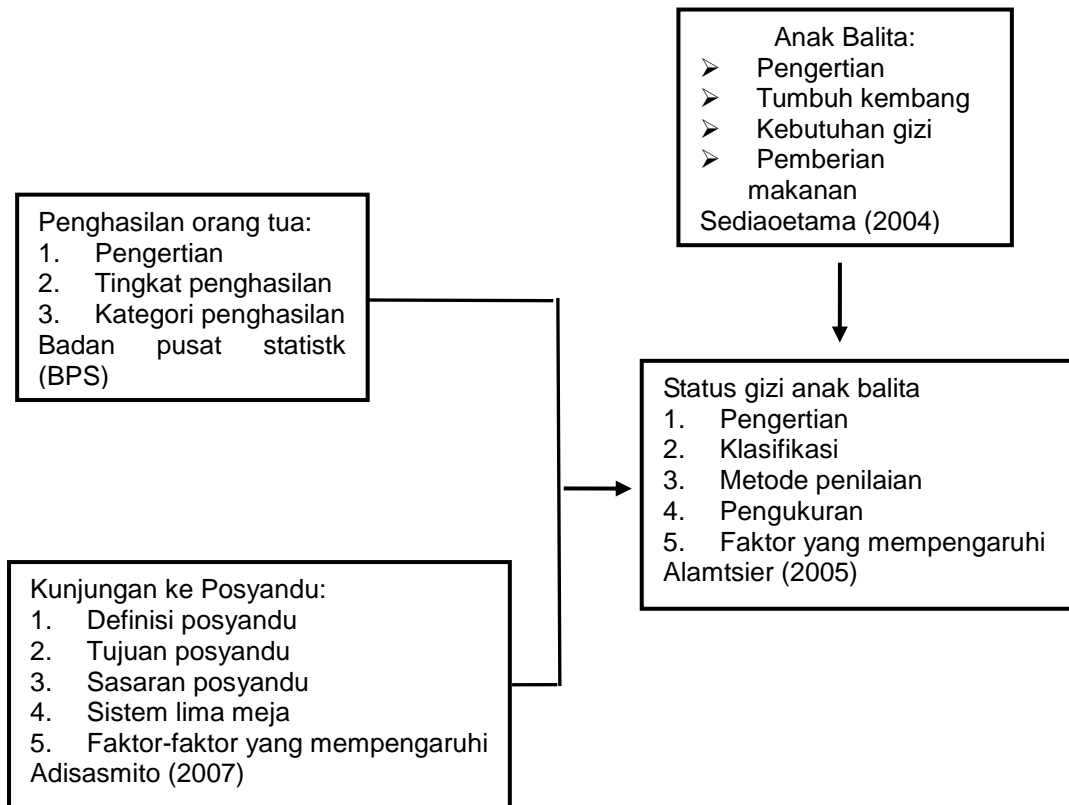 Anak Balita:
➢ Pengertian
➢ Tumbuh kembang
➢ Kebutuhan gizi
➢ Pemberian
makanan
Sediaoetama (2004)
Penghasilan orang tua:
1. Pengertian
2. Tingkat penghasilan
3. Kategori penghasilan
Badan pusat statistk
(BPS)
Status gizi anak balita
1. Pengertian
2. Klasifikasi
3. Metode penilaian
4. Pengukuran
5. Faktor yang mempengaruhi
Alamtsier (2005)
Kunjungan ke Posyandu:
1. Definisi posyandu
2. Tujuan posyandu
3. Sasaran posyandu
4. Sistem lima meja
5. Faktor-faktor yang mempengaruhi
Adisasmito (2007)